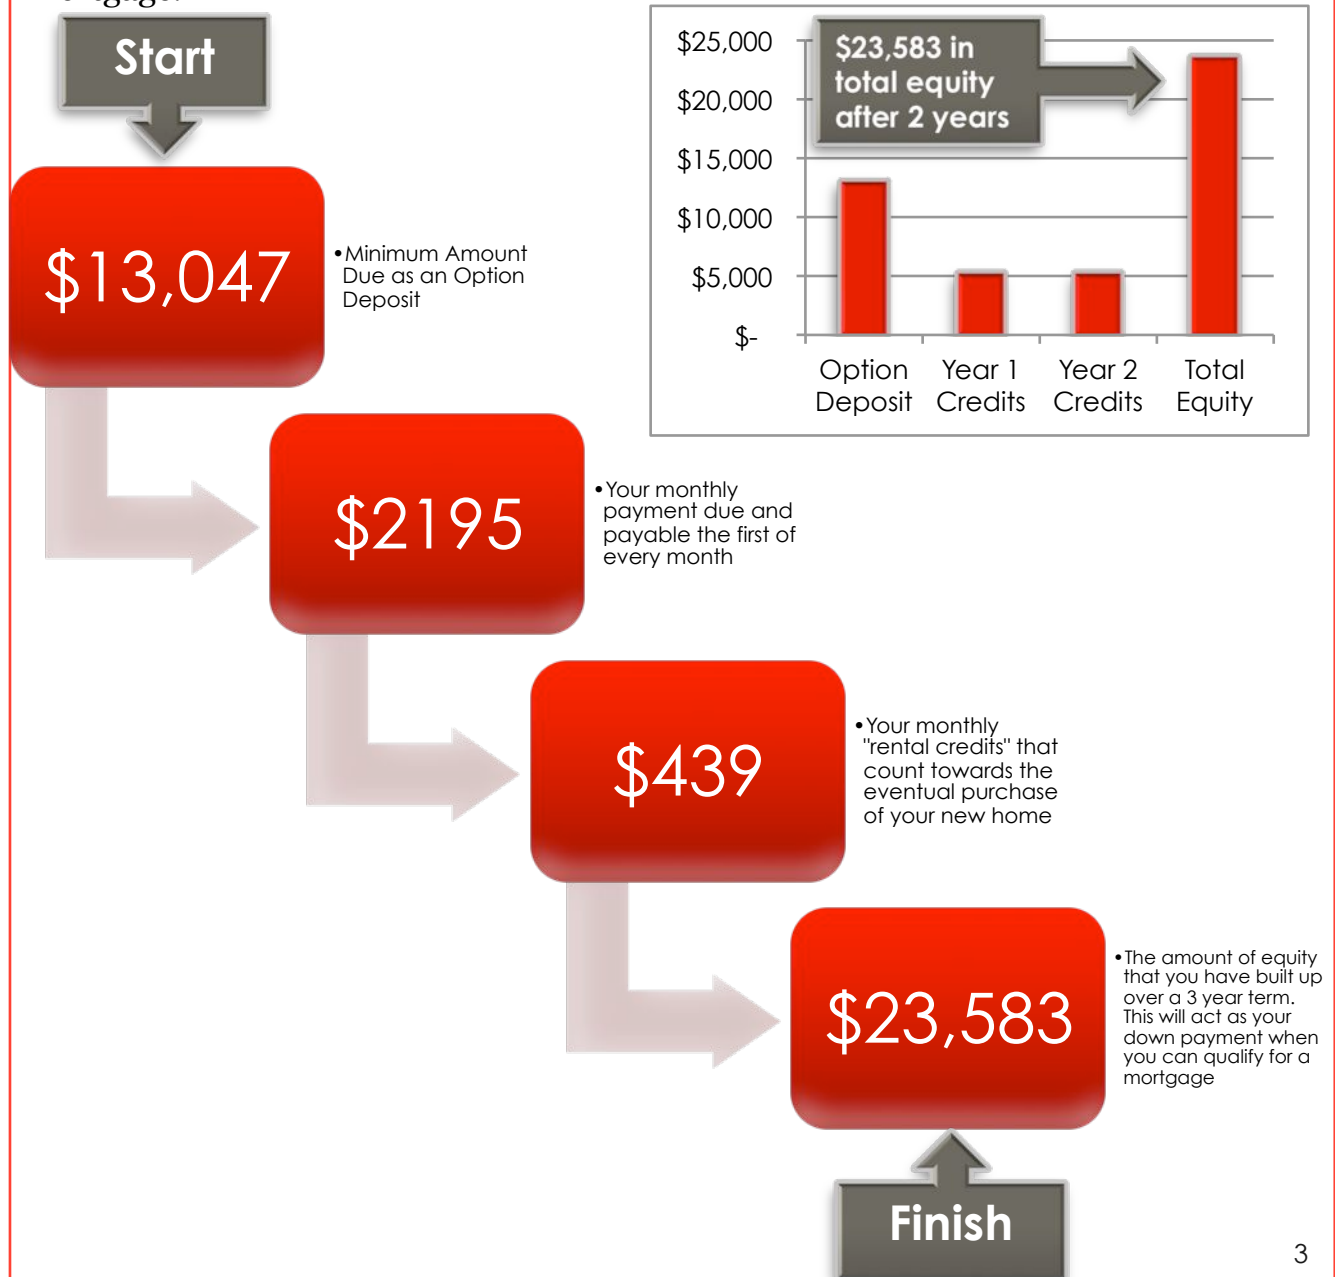 Start
$13,047
•Minimum Amount
Due as an Option
Deposit
$25,000
$20,000
$15,000
$10,000
$5,000
$-
$23,583 in
total equity
after 2 years
Option
Deposit
Year 1
Credits
Year 2
Credits
Total
Equity
$2195
•Your monthly
payment due and
payable the first of
every month
$439
•Your monthly
"rental credits" that
count towards the
eventual purchase
of your new home
$23,583
•The amount of equity
that you have built up
over a 3 year term.
This will act as your
down payment when
you can qualify for a
mortgage
Finish
3